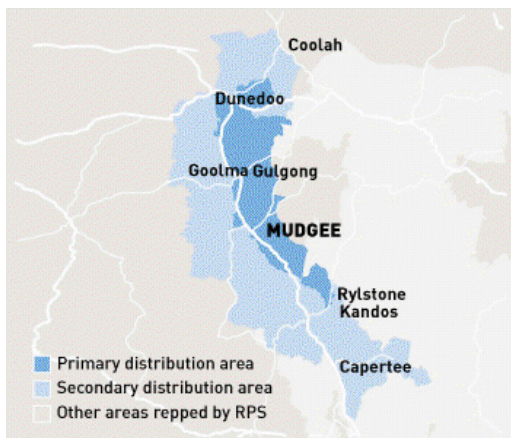 Coolah
Dunedoo
Goolma Gulgong
MUDGEE
Rylstone
Kandos
Capertee
Primary distribution area
Secondary distribution area
Other areas repped by RPS